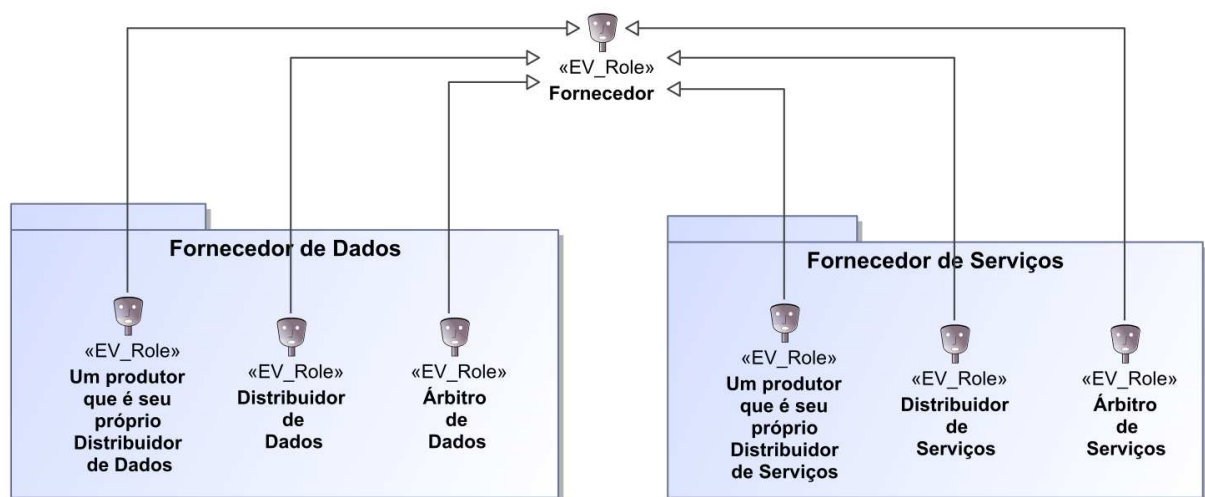 «EV_Role»
Fornecedor
Fornecedor de Dados
«EV_Role»
Um produtor
que é seu
próprio
Distribuidor
de Dados
«EV_Role»
Distribuidor
de
Dados
«EV_Role»
Árbitro
de
Dados
Fornecedor de Serviços
«EV_Role»
Um produtor
que é seu
próprio
Distribuidor
de Serviços
«EV_Role»
Distribuidor
de
Serviços
«EV_Role»
Árbitro
de
Serviços